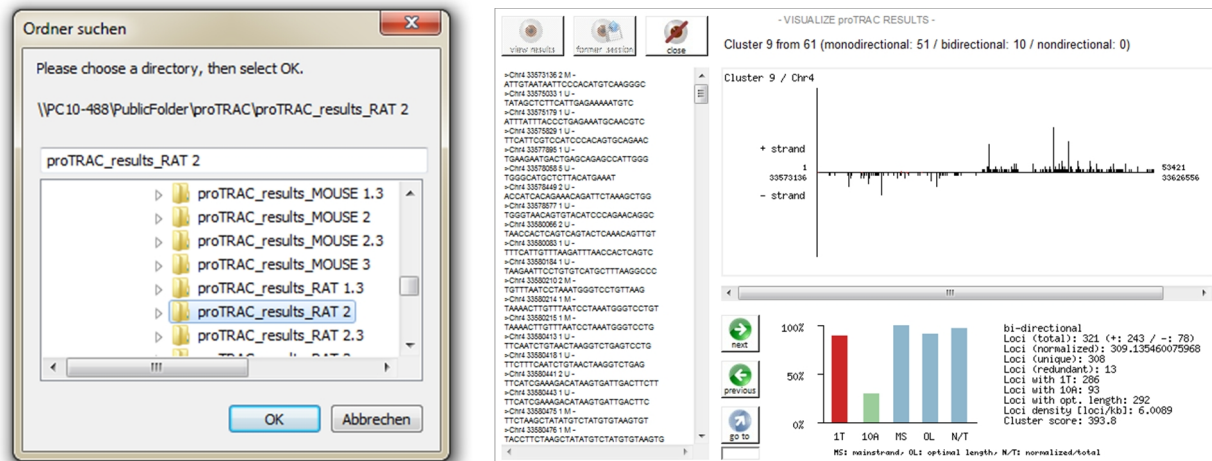 Ordner suchen
Please choose a directory, then select OK.
\\PC10-488\PublicFolder\proTRAC\proTRAC_results_RAT 2
proTRAC_results_RAT 2
proTRAC_results_MOUSE 1.3
proTRAC_results_MOUSE 2
proTRAC_results_MOUSE 2.3
proTRAC_results_MOUSE 3
proTRAC_results_RAT 1.3
proTRAC_results_RAT 2
proTRAC_results_RAT 2.3
OK Abbrechen
view results former session close
- VISUALIZE proTRAC RESULTS -
Cluster 9 from 61 (monodirectional: 51 / bidirectional: 10 / nondirectional: 0)
>Chr4 33573136 2 M -
ATTGTAATAATTCCCACATGTCAAGGGC
>Chr4 33575033 1 U -
TATAGCTCTTCATTGAGAAAAATGTC
>Chr4 33575179 1 U -
ATTTATTTACCCTGAGAAATGCAACGTC
>Chr4 33575829 1 U -
TTCATTCGTCCATCCCACAGTGCAGAAC
>Chr4 33577895 1 U -
TGAAGAATGACTGAGCAGAGCCATTGGG
>Chr4 33578058 5 U -
TGGGCATGCTCTTACATGAAAT
>Chr4 33578449 2 U -
ACCATCACAGAAACAGATTCTAAAGCTGG
>Chr4 33578577 1 U -
TGGGTAACAGTGTACATCCCAGAACAGGC
>Chr4 33580066 2 U -
TAACCACTCAGTCAGTACTCAAACAGTTGT
>Chr4 33580083 1 U -
TTTCATTGTTTAAGATTTAACCACTCAGTC
>Chr4 33580184 1 U -
TAAGAATTCCTGTGTCATGCTTTAAGGCCC
>Chr4 33580210 2 M -
TGTTTAATCCTAAATGGGTCCTGTTAAG
>Chr4 33580214 1 M -
TAAAACTTGTTTAATCCTAAATGGGTCCTGT
>Chr4 33580215 1 M -
TAAAACTTGTTTAATCCTAAATGGGTCCTG
>Chr4 33580413 1 U -
TTCAATCTGTAACTAAGGTCTGAGTCCTG
>Chr4 33580418 1 U -
TTCTTTCAATCTGTAACTAAGGTCTGAG
>Chr4 33580441 2 U -
TTCATCGAAAGACATAAGTGATTGACTTCTT
>Chr4 33580443 1 U -
TTCATCGAAAGACATAAGTGATTGACTTC
>Chr4 33580475 1 M -
TTCTAAGCTATATGTCTATGTGTAAGTGT
>Chr4 33580476 1 M -
TACCTTCTAAGCTATATGTCTATGTGTAAGTG
Cluster 9 / Chr4
+ strand
1 53421
33573136 33626556
- strand
next
previous
go to
100%
50%
0%
1T 10A MS OL N/T
MS: mainstrand, OL: optimal length, N/T: normalized/total
bi-directional
Loci (total): 321 (+: 243 / -: 78)
Loci (normalized): 309.135460075968
Loci (unique): 308
Loci (redundant): 13
Loci with 1T: 286
Loci with 10A: 93
Loci with opt. length: 292
Loci density [loci/kb]: 6.0089
Cluster score: 393.8